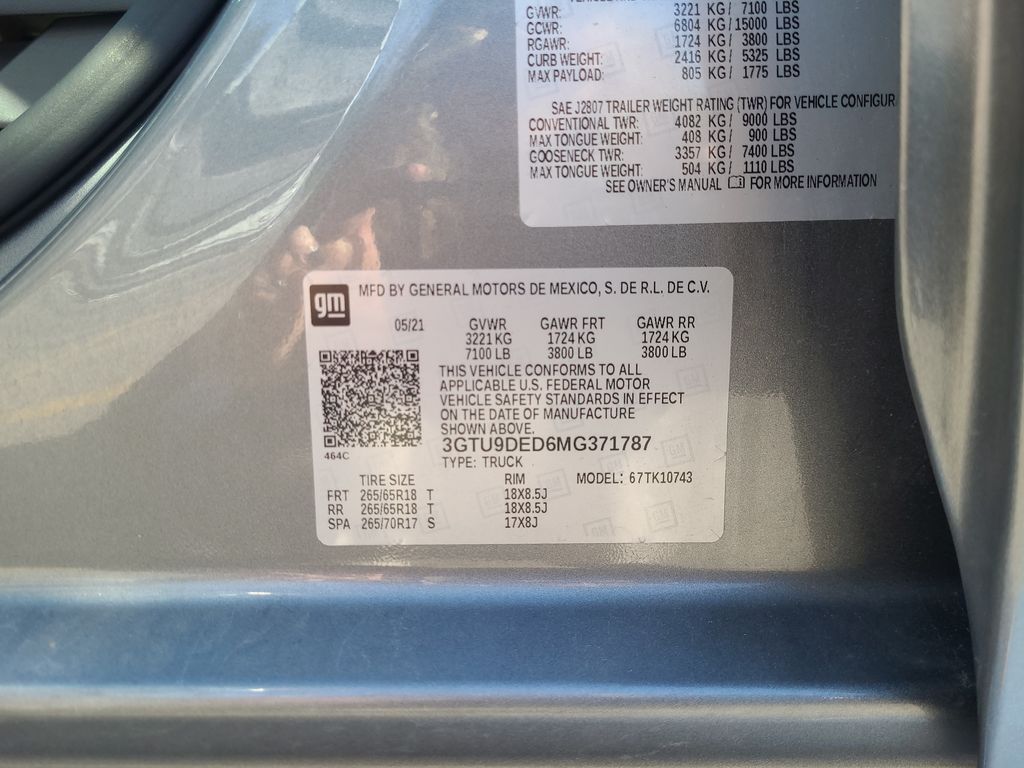 GVWR: 3221 KG/ 7100 LBS
GCWR: 6804 KG/ 15000 LBS
RGAWR: 1724 KG/ 3800 LBS
CURB WEIGHT: 2416 KG/ 5325 LBS
MAX PAYLOAD: 805 KG/ 1775 LBS
SAE J2807 TRAILER WEIGHT RATING (TWR) FOR VEHICLE CONFIGUR
CONVENTIONAL TWR: 4082 KG/ 9000 LBS
MAX TONGUE WEIGHT: 408 KG/ 900 LBS
GOOSENECK TWR: 3357 KG/ 7400 LBS
MAX TONGUE WEIGHT: 504 KG/ 1110 LBS
SEE OWNER'S MANUAL FOR MORE INFORMATION
gm MFD BY GENERAL MOTORS DE MEXICO, S. DE R.L. DE C.V.
05/21 GVWR GAWR FRT GAWR RR
3221 KG 1724 KG 1724 KG
7100 LB 3800 LB 3800 LB
THIS VEHICLE CONFORMS TO ALL
APPLICABLE U.S. FEDERAL MOTOR
VEHICLE SAFETY STANDARDS IN EFFECT
ON THE DATE OF MANUFACTURE
SHOWN ABOVE.
3GTU9DED6MG371787
464C TYPE: TRUCK
TIRE SIZE RIM MODEL: 67TK10743
FRT 265/65R18 T 18X8.5J
RR 265/65R18 T 18X8.5J
SPA 265/70R17 S 17X8J